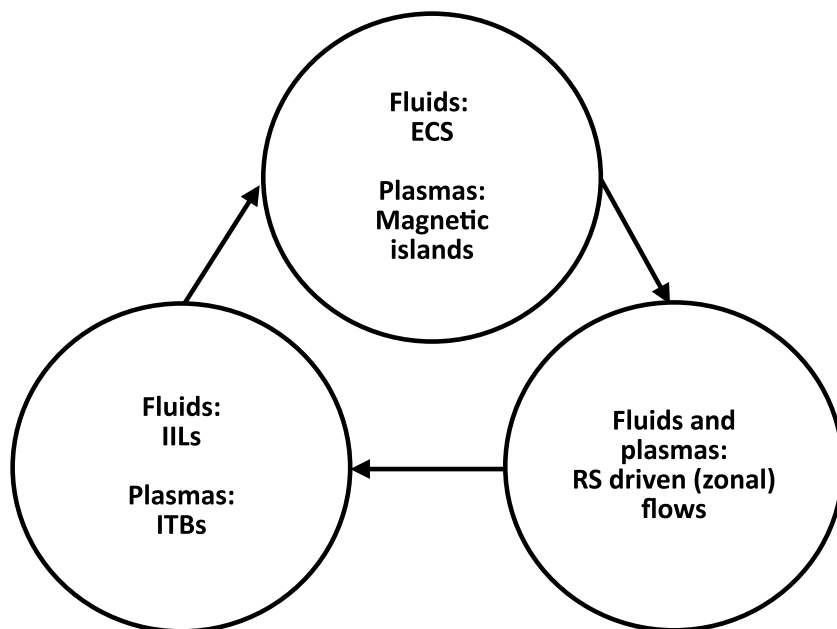 Fluids:
ECS
Plasmas:
Magnetic
islands
Fluids:
IILs
Plasmas:
ITBs
Fluids and
plasmas:
RS driven (zonal)
flows